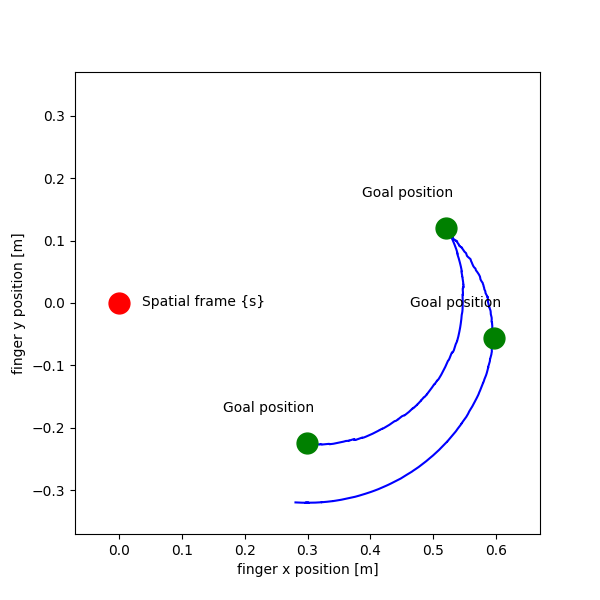 0.3
0.2
0.1
0.0
−0.1
−0.2
−0.3
finger y position [m]
Goal position
Spatial frame {s}
Goal position
Goal position
0.0 0.1 0.2 0.3 0.4 0.5 0.6
finger x position [m]